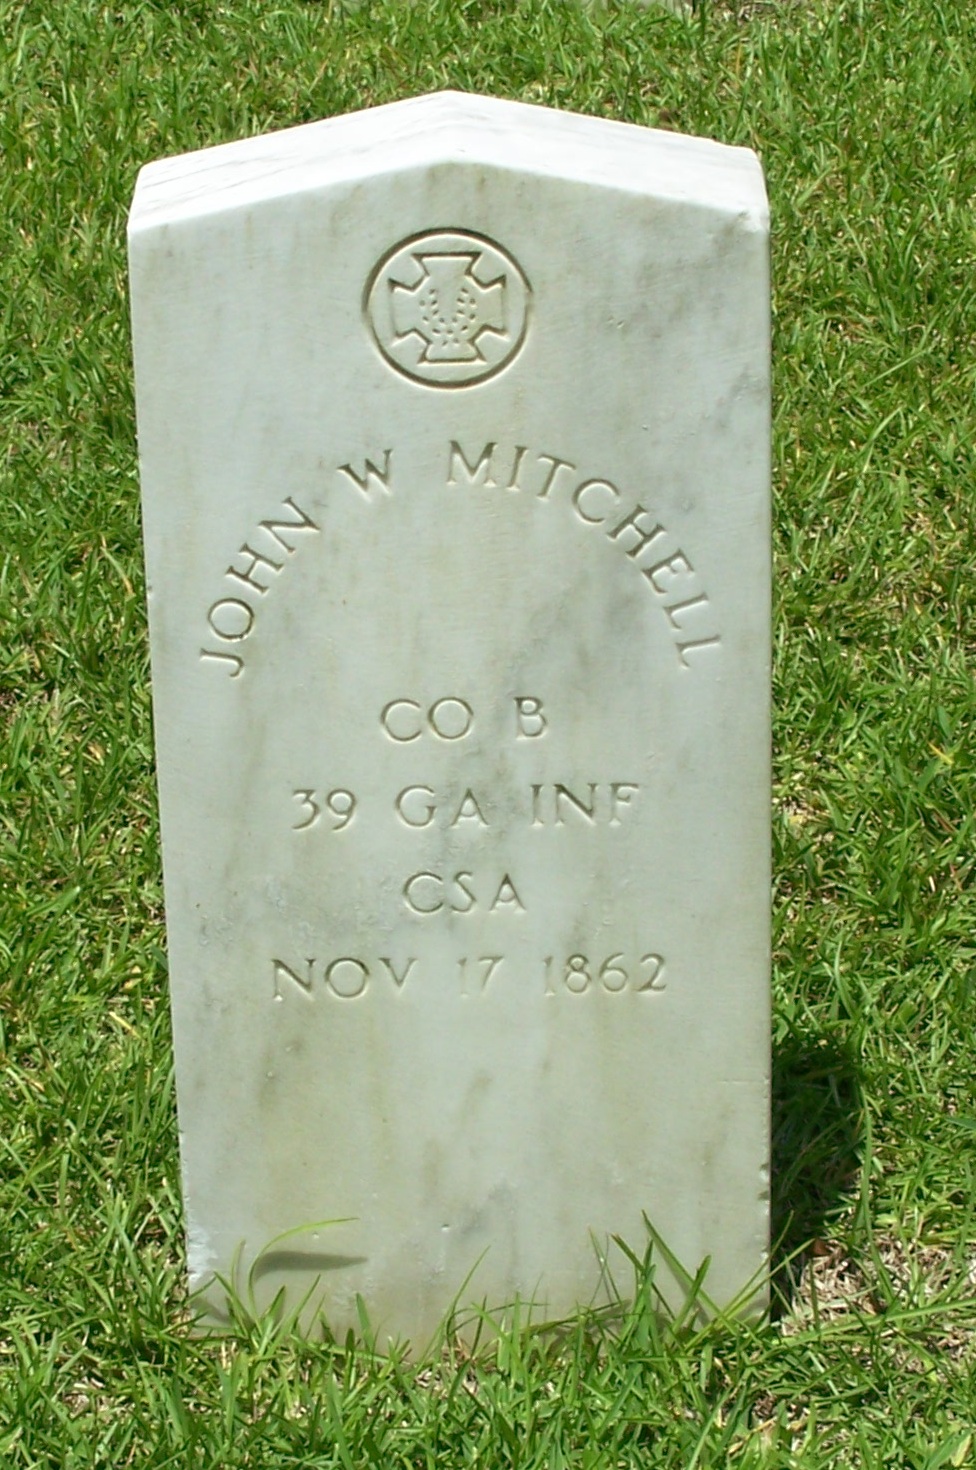 JOHN W MITCHELL
CO B
39 GA INF
CSA
NOV 17 1862